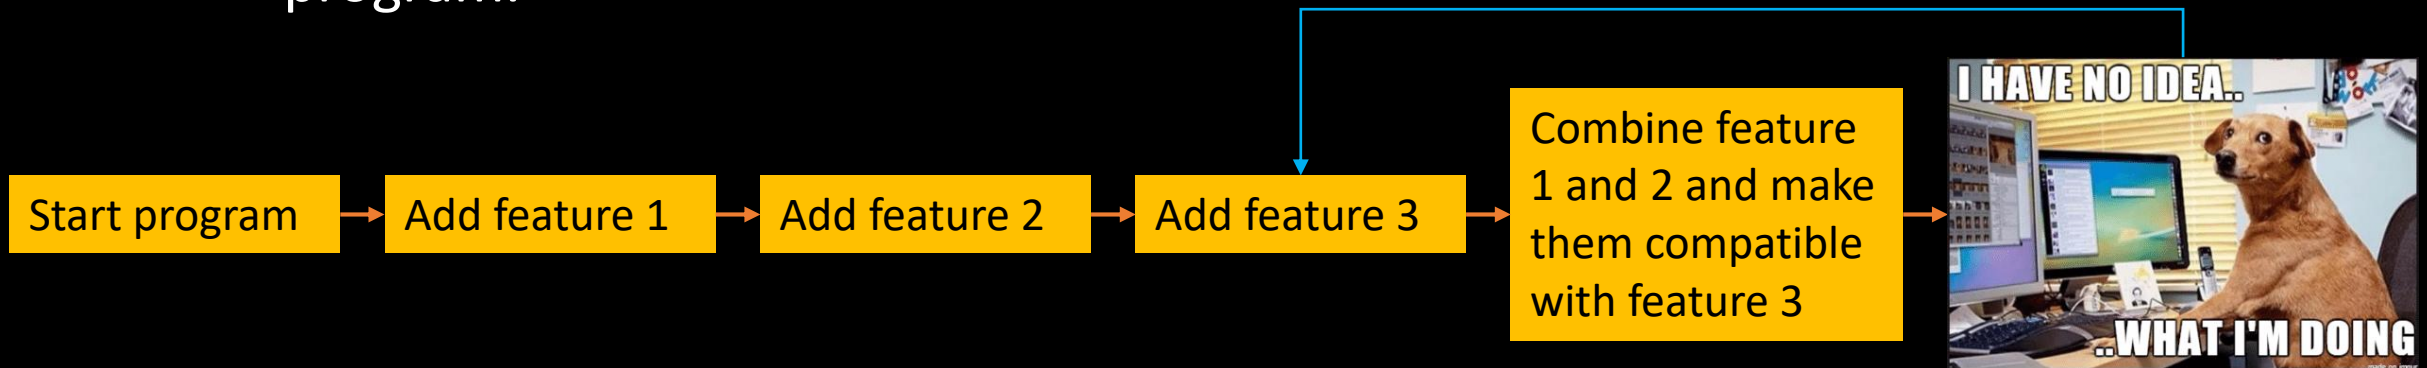 program.
Start program
Add feature 1
Add feature 2
Add feature 3
Combine feature
1 and 2 and make
them compatible
with feature 3
I HAVE NO IDEA..
..WHAT I'M DOING